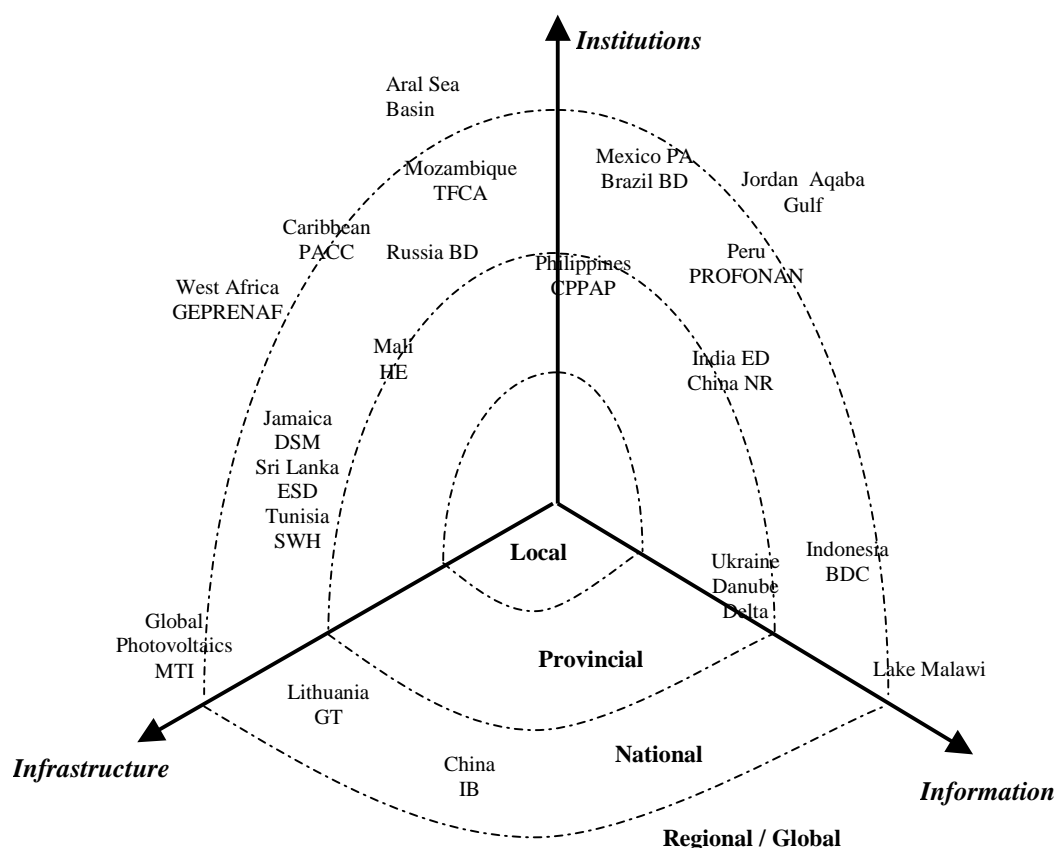 Institutions
Aral Sea
Basin
Mozambique
TFCA
Mexico PA
Brazil BD
Jordan Aqaba
Gulf
Caribbean
PACC
Russia BD
Philippines
CPPAP
Peru
PROFONAN
West Africa
GEPRENAF
Mali
HE
India ED
China NR
Jamaica
DSM
Sri Lanka
ESD
Tunisia
SWH
Local
Ukraine
Danube
Delta
Indonesia
BDC
Global
Photovoltaics
MTI
Provincial
Lake Malawi
Lithuania
GT
National
Infrastructure
China
IB
Information
Regional / Global